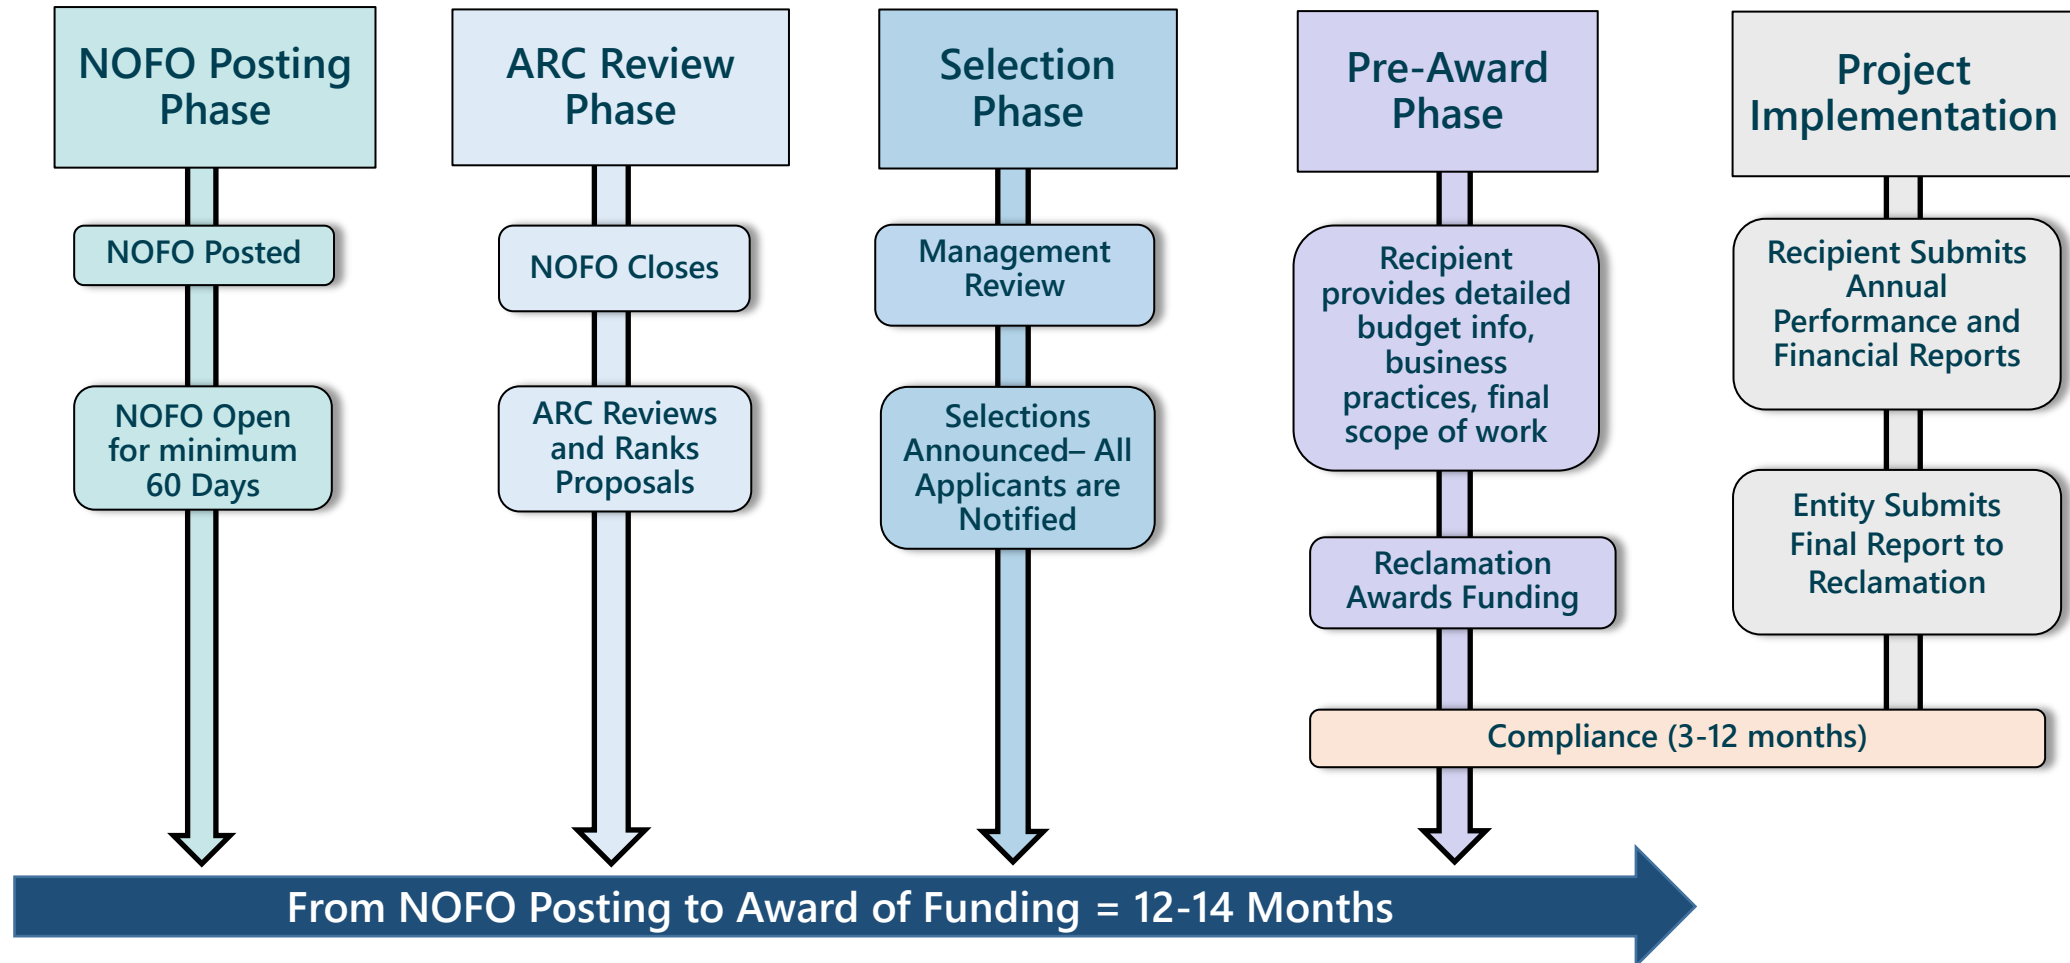 NOFO Posting
Phase
NOFO Posted
NOFO Open
for minimum
60 Days
ARC Review
Phase
NOFO Closes
ARC Reviews
and Ranks
Proposals
Selection
Phase
Management
Review
Selections
Announced– All
Applicants are
Notified
Pre-Award
Phase
Recipient
provides detailed
budget info,
business
practices, final
scope of work
Reclamation
Awards Funding
Project
Implementation
Recipient Submits
Annual
Performance and
Financial Reports
Entity Submits
Final Report to
Reclamation
Compliance (3-12 months)
From NOFO Posting to Award of Funding = 12-14 Months